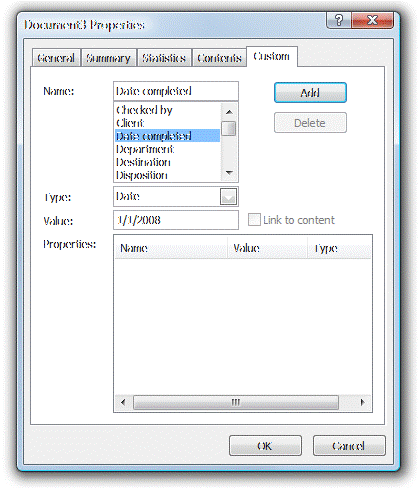 Document3 Properties
General Summary Statistics Contents Custom
Name: Date completed Add
Checked by
Client
Date completed
Department
Destination
Disposition
Delete
Type: Date
Value: 1/1/2008 Link to content
Properties: Name Value Type
OK Cancel